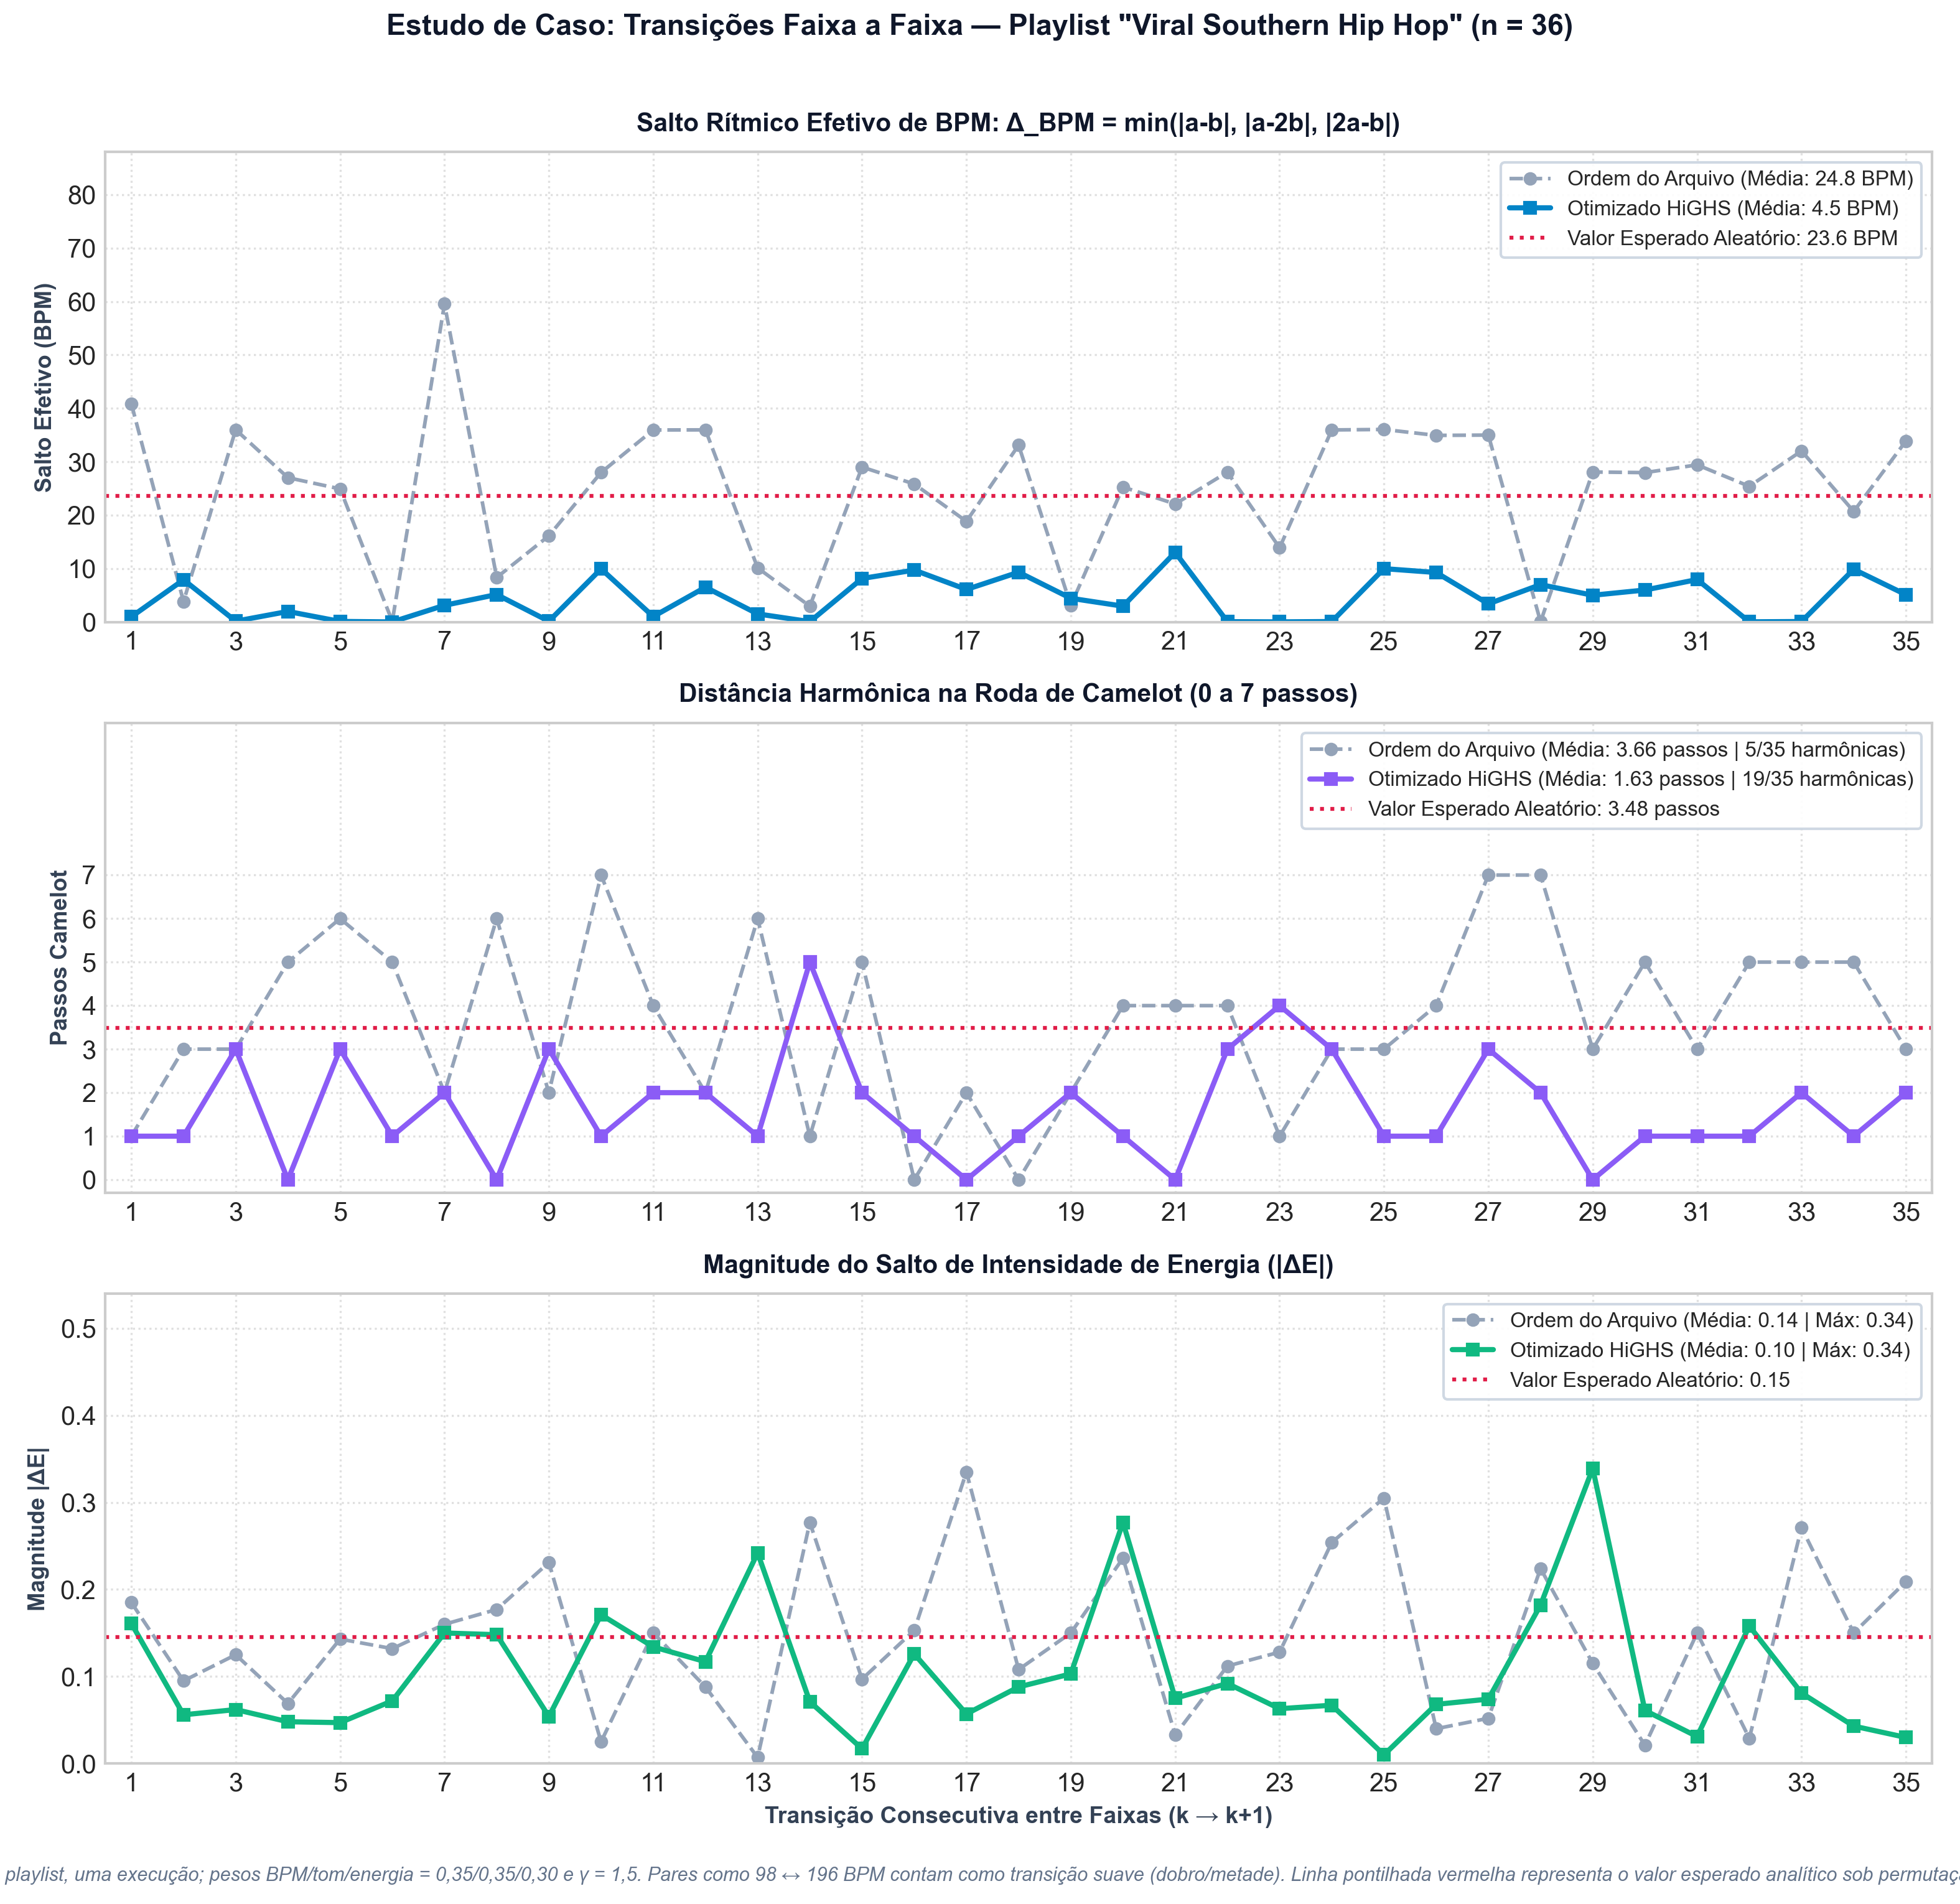 Estudo de Caso: Transições Faixa a Faixa — Playlist "Viral Southern Hip Hop" (n = 36)
Salto Rítmico Efetivo de BPM: Δ_BPM = min(|a-b|, |a-2b|, |2a-b|)
Salto Efetivo (BPM)
80
70
60
50
40
30
20
10
0
Ordem do Arquivo (Média: 24.8 BPM)
Otimizado HiGHS (Média: 4.5 BPM)
Valor Esperado Aleatório: 23.6 BPM
1 3 5 7 9 11 13 15 17 19 21 23 25 27 29 31 33 35
Distância Harmônica na Roda de Camelot (0 a 7 passos)
Passos Camelot
7
6
5
4
3
2
1
0
Ordem do Arquivo (Média: 3.66 passos | 5/35 harmônicas)
Otimizado HiGHS (Média: 1.63 passos | 19/35 harmônicas)
Valor Esperado Aleatório: 3.48 passos
1 3 5 7 9 11 13 15 17 19 21 23 25 27 29 31 33 35
Magnitude do Salto de Intensidade de Energia (|ΔE|)
Magnitude |ΔE|
0.5
0.4
0.3
0.2
0.1
0.0
Ordem do Arquivo (Média: 0.14 | Máx: 0.34)
Otimizado HiGHS (Média: 0.10 | Máx: 0.34)
Valor Esperado Aleatório: 0.15
1 3 5 7 9 11 13 15 17 19 21 23 25 27 29 31 33 35
Transição Consecutiva entre Faixas (k → k+1)
playlist, uma execução; pesos BPM/tom/energia = 0,35/0,35/0,30 e γ = 1,5. Pares como 98 ↔ 196 BPM contam como transição suave (dobro/metade). Linha pontilhada vermelha representa o valor esperado analítico sob